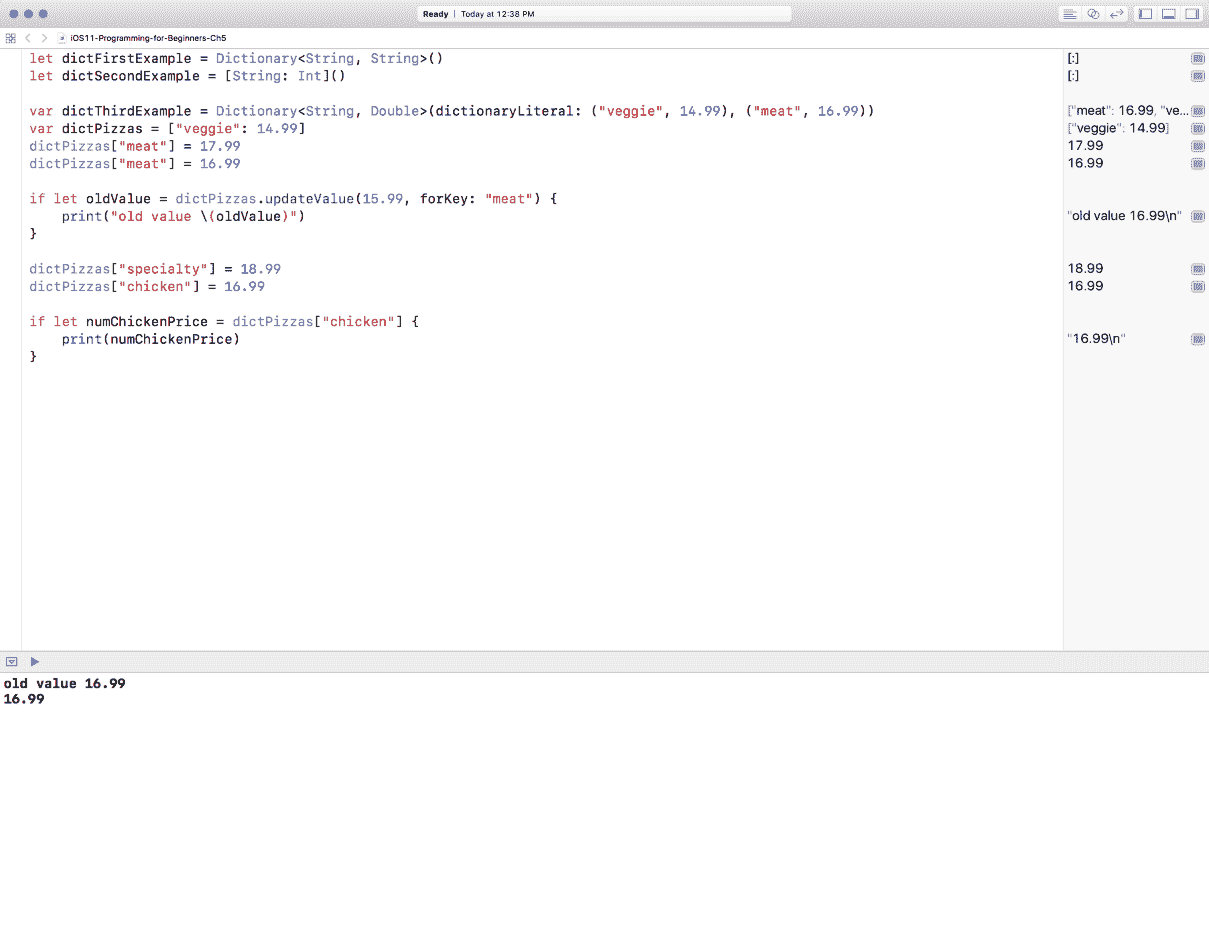 Ready | Today at 12:38 PM
iOS11-Programming-for-Beginners-Ch5
let dictFirstExample = Dictionary<String, String>() [:]
let dictSecondExample = [String: Int]() [:]
var dictThirdExample = Dictionary<String, Double>(dictionaryLiteral: ("veggie", 14.99), ("meat", 16.99)) ["meat": 16.99, "ve...
var dictPizzas = ["veggie": 14.99] ["veggie": 14.99]
dictPizzas["meat"] = 17.99 17.99
dictPizzas["meat"] = 16.99 16.99
if let oldValue = dictPizzas.updateValue(15.99, forKey: "meat") {
    print("old value \(oldValue)") "old value 16.99\n"
}
dictPizzas["specialty"] = 18.99 18.99
dictPizzas["chicken"] = 16.99 16.99
if let numChickenPrice = dictPizzas["chicken"] {
    print(numChickenPrice) "16.99\n"
}
old value 16.99
16.99